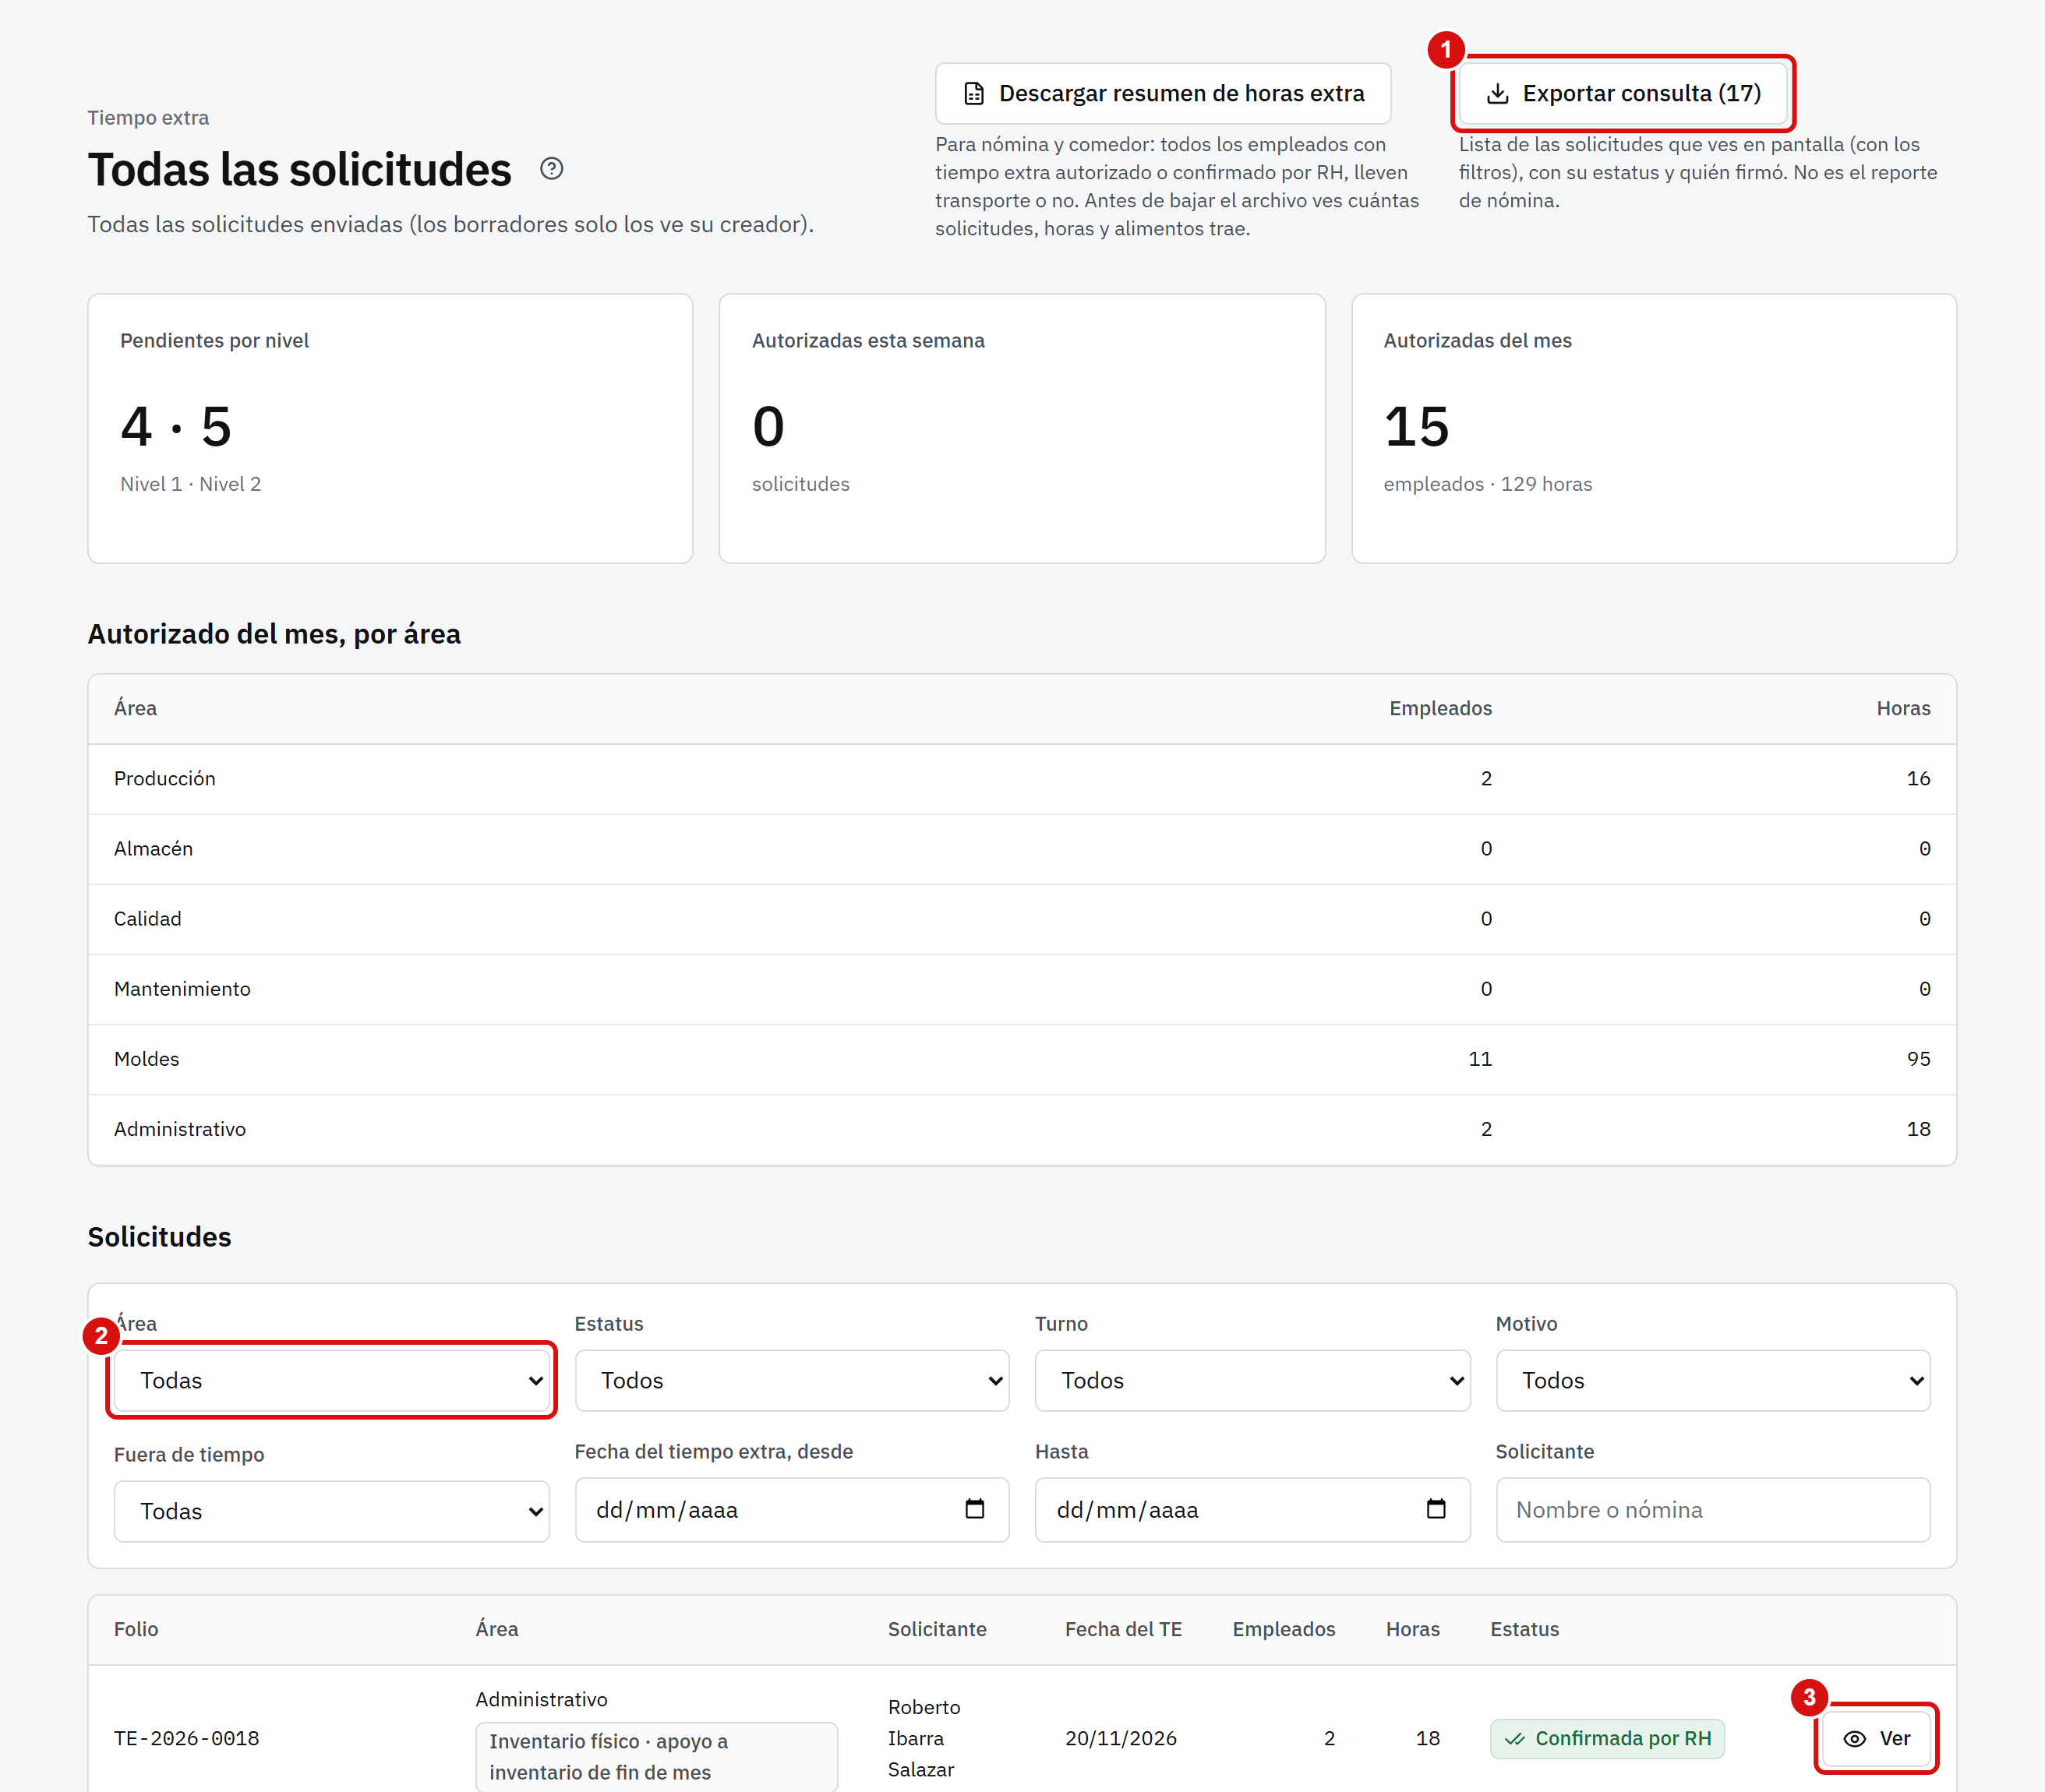 Tiempo extra
Todas las solicitudes
Todas las solicitudes enviadas (los borradores solo los ve su creador).
Descargar resumen de horas extra
Para nómina y comedor: todos los empleados con
tiempo extra autorizado o confirmado por RH, lleven
transporte o no. Antes de bajar el archivo ves cuántas
solicitudes, horas y alimentos trae.
1
Exportar consulta (17)
Lista de las solicitudes que ves en pantalla (con los
filtros), con su estatus y quién firmó. No es el reporte
de nómina.
Pendientes por nivel
4 · 5
Nivel 1 · Nivel 2
Autorizadas esta semana
0
solicitudes
Autorizadas del mes
15
empleados · 129 horas
Autorizado del mes, por área
Área Empleados Horas
Producción 2 16
Almacén 0 0
Calidad 0 0
Mantenimiento 0 0
Moldes 11 95
Administrativo 2 18
Solicitudes
Área Estatus Turno Motivo
2
Todas Todos Todos Todos
Fuera de tiempo Fecha del tiempo extra, desde Hasta Solicitante
Todas dd/mm/aaaa dd/mm/aaaa Nombre o nómina
Folio Área Solicitante Fecha del TE Empleados Horas Estatus
TE-2026-0018
Administrativo
Inventario físico · apoyo a
inventario de fin de mes
Roberto
Ibarra
Salazar
20/11/2026 2 18 Confirmada por RH
3
Ver